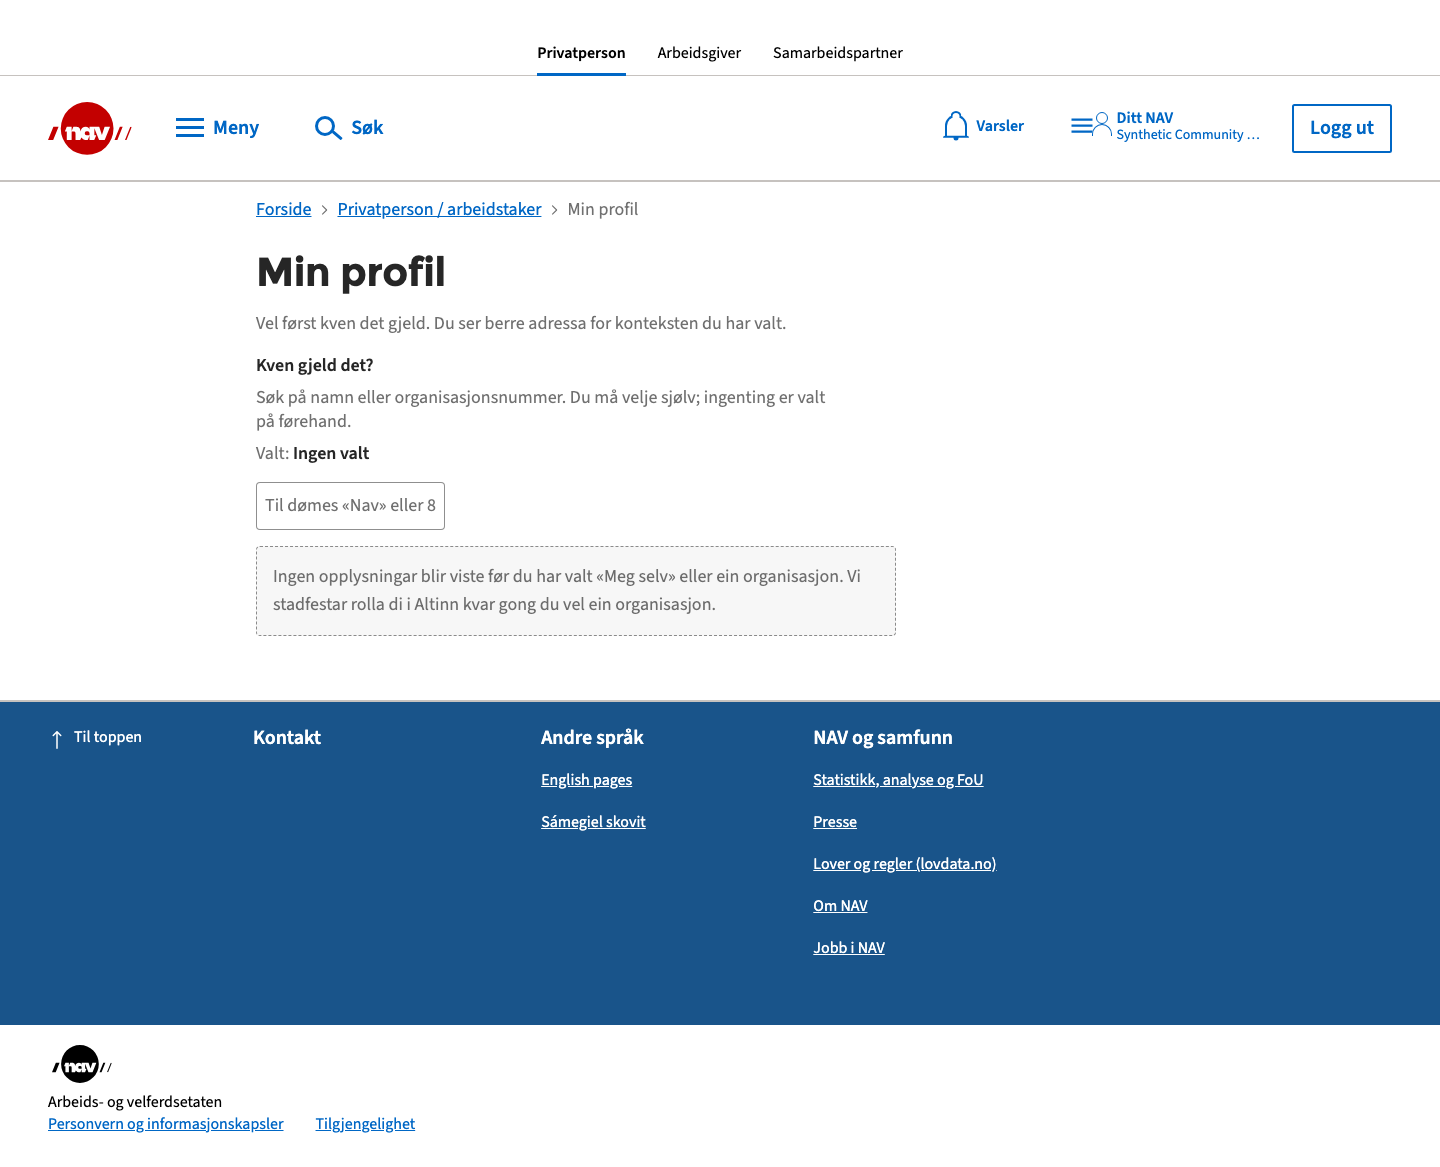 Privatperson
Arbeidsgiver
Samarbeidspartner
nav
Meny
Søk
Varsler
Ditt NAV
Synthetic Community ...
Logg ut
Forside
Privatperson / arbeidstaker
Min profil
Min profil
Vel først kven det gjeld. Du ser berre adressa for konteksten du har valt.
Kven gjeld det?
Søk på namn eller organisasjonsnummer. Du må velje sjølv; ingenting er valt
på førehand.
Valt: Ingen valt
Til dømes «Nav» eller 8
Ingen opplysningar blir viste før du har valt «Meg selv» eller ein organisasjon. Vi
stadfestar rolla di i Altinn kvar gong du vel ein organisasjon.
Til toppen
Kontakt
Andre språk
English pages
Sámegiel skovit
NAV og samfunn
Statistikk, analyse og FoU
Presse
Lover og regler (lovdata.no)
Om NAV
Jobb i NAV
nav
Arbeids- og velferdsetaten
Personvern og informasjonskapsler
Tilgjengelighet